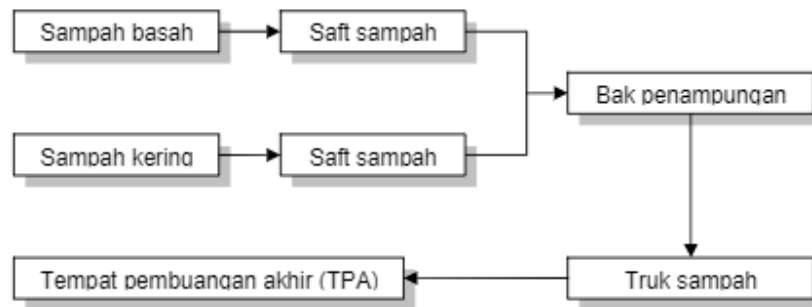 Sampah basah
Saft sampah
Bak penampungan
Sampah kering
Saft sampah
Tempat pembuangan akhir (TPA)
Truk sampah